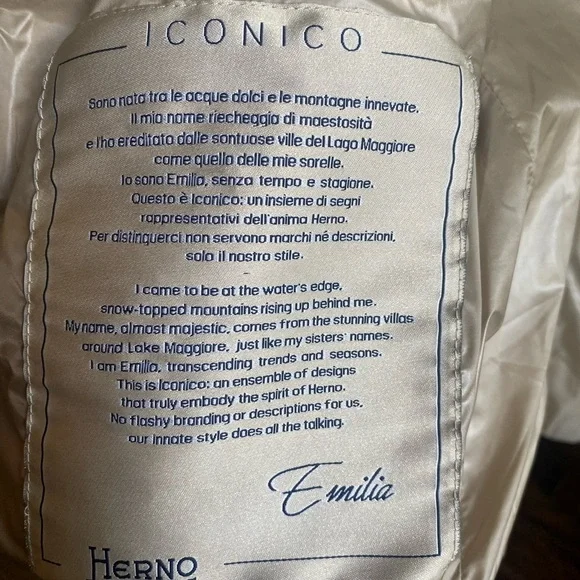 ICONICO
Sono nata tra le acque dolci e le montagne innevate.
Il mio nome riecheggia di maestosità
e l'ho ereditato dalle sontuose ville del Lago Maggiore
come quello delle mie sorelle.
Io sono Emilia, senza tempo e stagione.
Questo è Iconico: un insieme di segni
rappresentativi dell'anima Herno.
Per distinguerci non servono marchi né descrizioni,
solo il nostro stile.
I came to be at the water's edge,
snow-topped mountains rising up behind me.
My name, almost majestic, comes from the stunning villas
around Lake Maggiore, just like my sisters' names.
I am Emilia, transcending trends and seasons.
This is Iconico: an ensemble of designs
that truly embody the spirit of Herno.
No flashy branding or descriptions for us,
our innate style does all the talking.
Emilia
HERNO